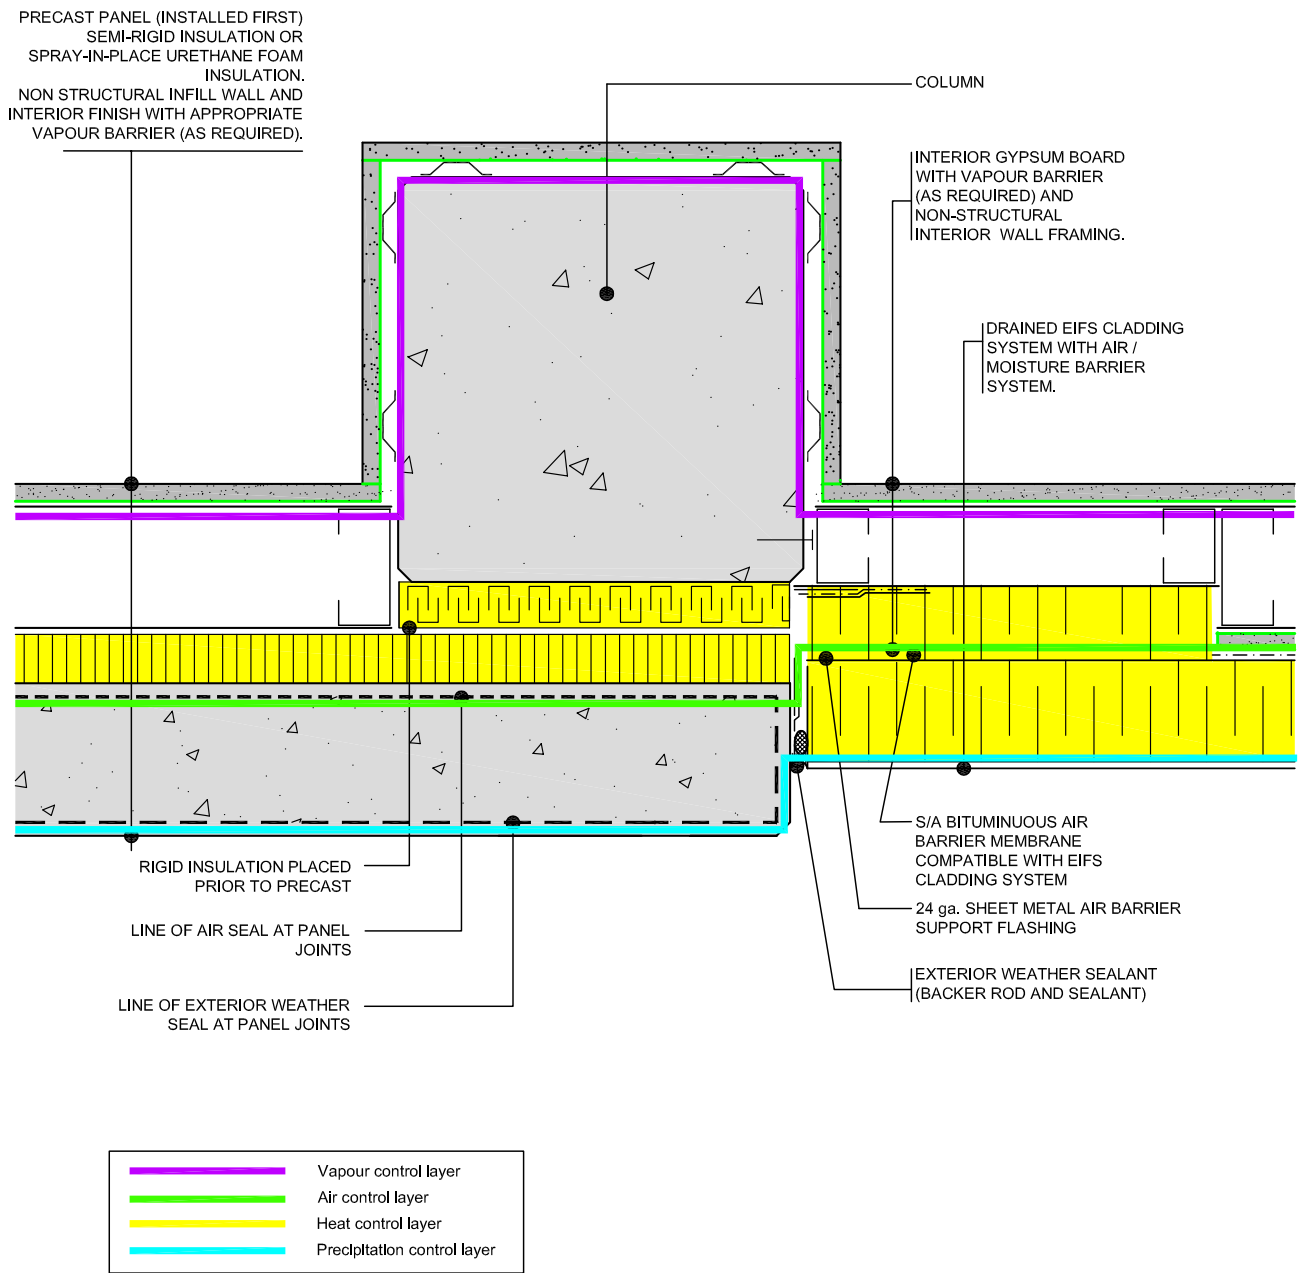 PRECAST PANEL (INSTALLED FIRST)
SEMI-RIGID INSULATION OR
SPRAY-IN-PLACE URETHANE FOAM
INSULATION.
NON STRUCTURAL INFILL WALL AND
INTERIOR FINISH WITH APPROPRIATE
VAPOUR BARRIER (AS REQUIRED).
COLUMN
INTERIOR GYPSUM BOARD
WITH VAPOUR BARRIER
(AS REQUIRED) AND
NON-STRUCTURAL
INTERIOR WALL FRAMING.
DRAINED EIFS CLADDING
SYSTEM WITH AIR /
MOISTURE BARRIER
SYSTEM.
RIGID INSULATION PLACED
PRIOR TO PRECAST
LINE OF AIR SEAL AT PANEL
JOINTS
LINE OF EXTERIOR WEATHER
SEAL AT PANEL JOINTS
S/A BITUMINUOUS AIR
BARRIER MEMBRANE
COMPATIBLE WITH EIFS
CLADDING SYSTEM
24 ga. SHEET METAL AIR BARRIER
SUPPORT FLASHING
EXTERIOR WEATHER SEALANT
(BACKER ROD AND SEALANT)
Vapour control layer
Air control layer
Heat control layer
Precipitation control layer